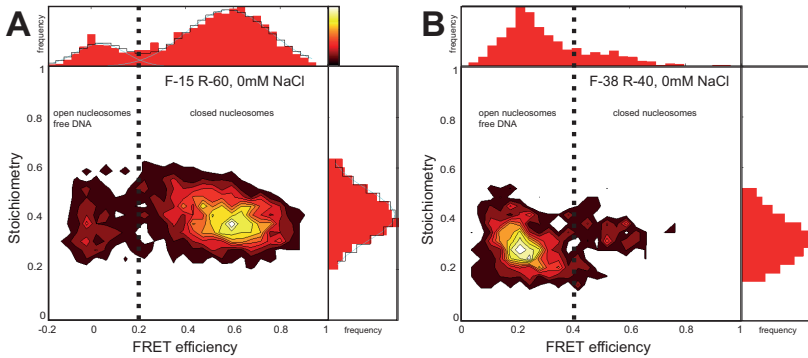 A
frequency
F-15 R-60, 0mM NaCl
open nucleosomes
free DNA
closed nucleosomes
Stoichiometry
1
0.8
0.6
0.4
0.2
0
-0.2
0
0.2
0.4
0.6
0.8
1
frequency
FRET efficiency
B
frequency
F-38 R-40, 0mM NaCl
open nucleosomes
free DNA
closed nucleosomes
Stoichiometry
1
0.8
0.6
0.4
0.2
0
0.2
0.4
0.6
0.8
1
frequency
FRET efficiency